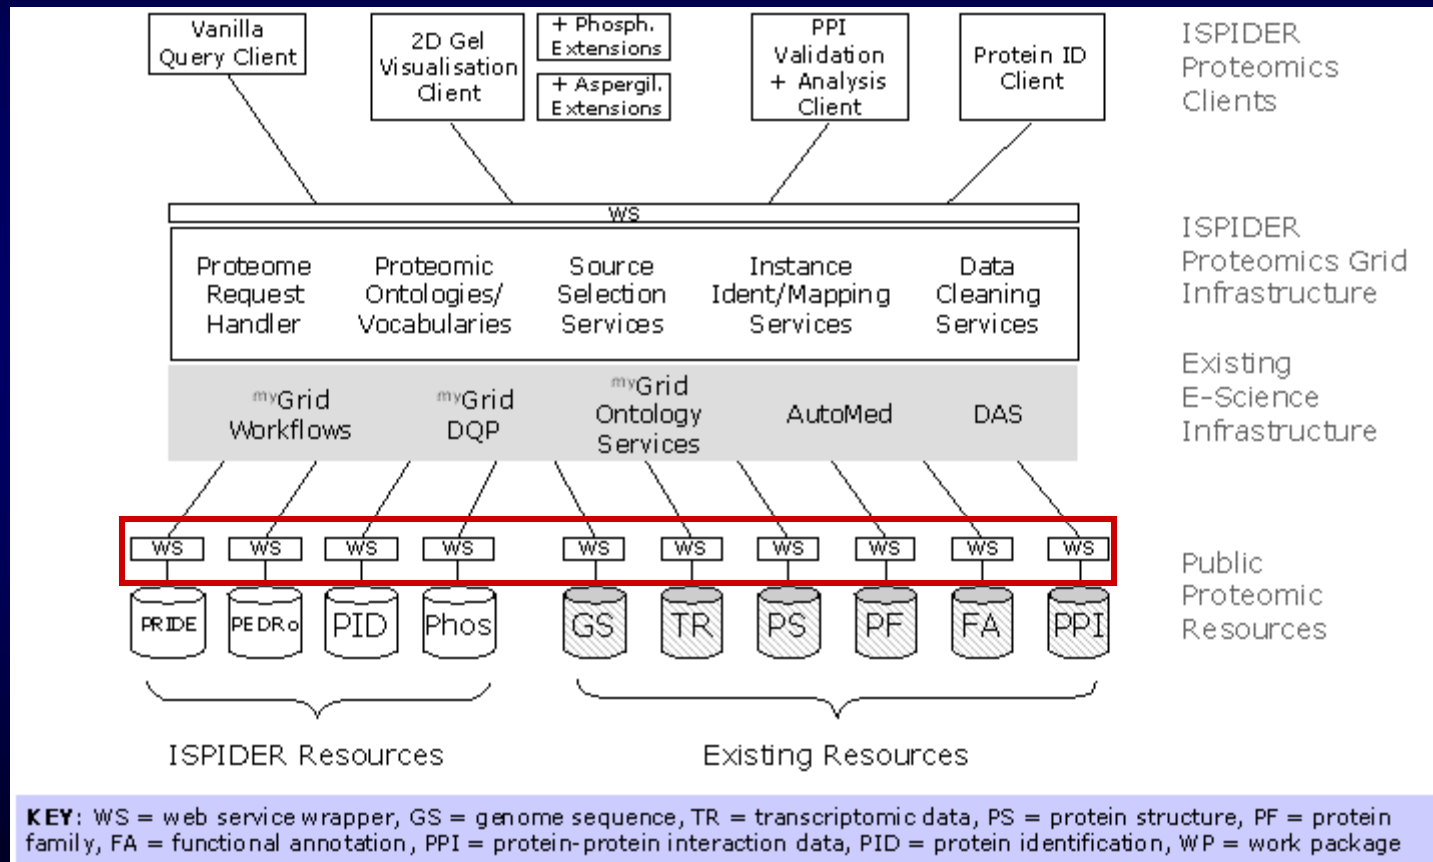 Vanilla
Query Client
2D Gel
Visualisation
Client
+ Phosph.
Extensions
+ Aspergil.
Extensions
PPI
Validation
+ Analysis
Client
Protein ID
Client
ISPIDER
Proteomics
Clients
WS
Proteome
Request
Handler
Proteomic
Ontologies/
Vocabularies
Source
Selection
Services
Instance
Ident/Mapping
Services
Data
Cleaning
Services
ISPIDER
Proteomics Grid
Infrastructure
myGrid
Workflows
myGrid
DQP
myGrid
Ontology
Services
AutoMed
DAS
Existing
E-Science
Infrastructure
WS WS WS WS WS WS WS WS WS WS
PRIDE PEDRo PID Phos GS TR PS PF FA PPI
Public
Proteomic
Resources
ISPIDER Resources
Existing Resources
KEY: WS = web service wrapper, GS = genome sequence, TR = transcriptomic data, PS = protein structure, PF = protein
family, FA = functional annotation, PPI = protein-protein interaction data, PID = protein identification, WP = work package